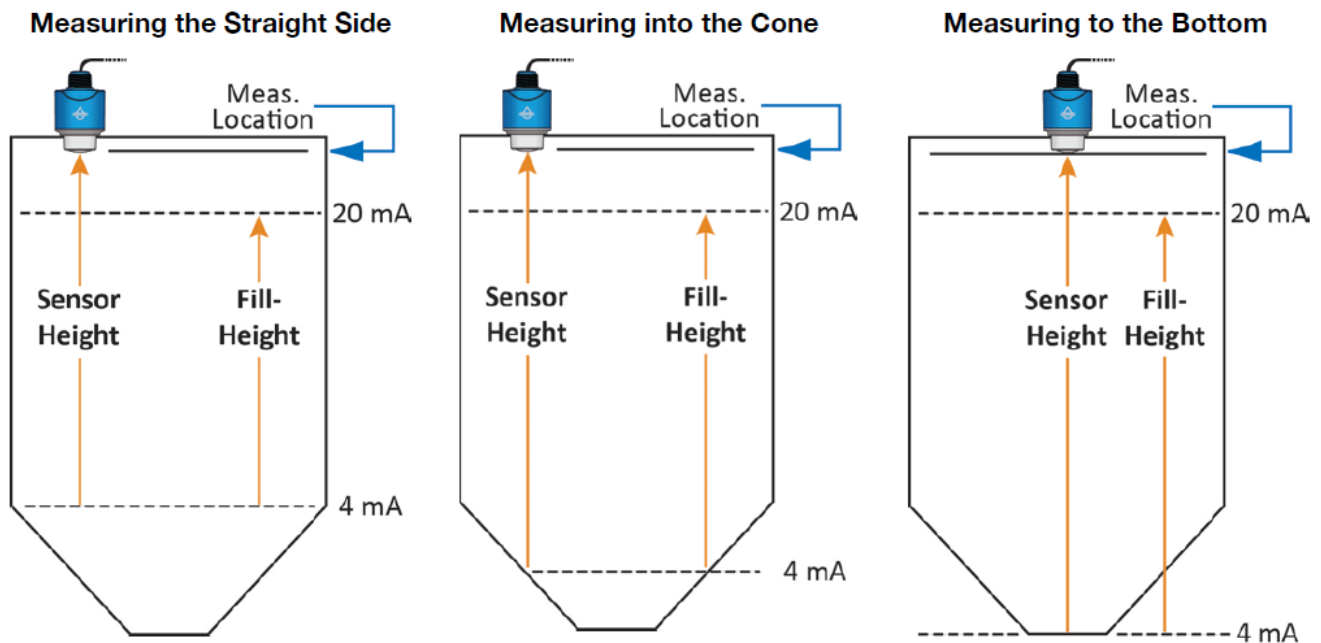 Measuring the Straight Side
Meas.
Location
20 mA
Sensor
Height
Fill-
Height
4 mA
Measuring into the Cone
Meas.
Location
20 mA
Sensor
Height
Fill-
Height
4 mA
Measuring to the Bottom
Meas.
Location
20 mA
Sensor
Height
Fill-
Height
4 mA